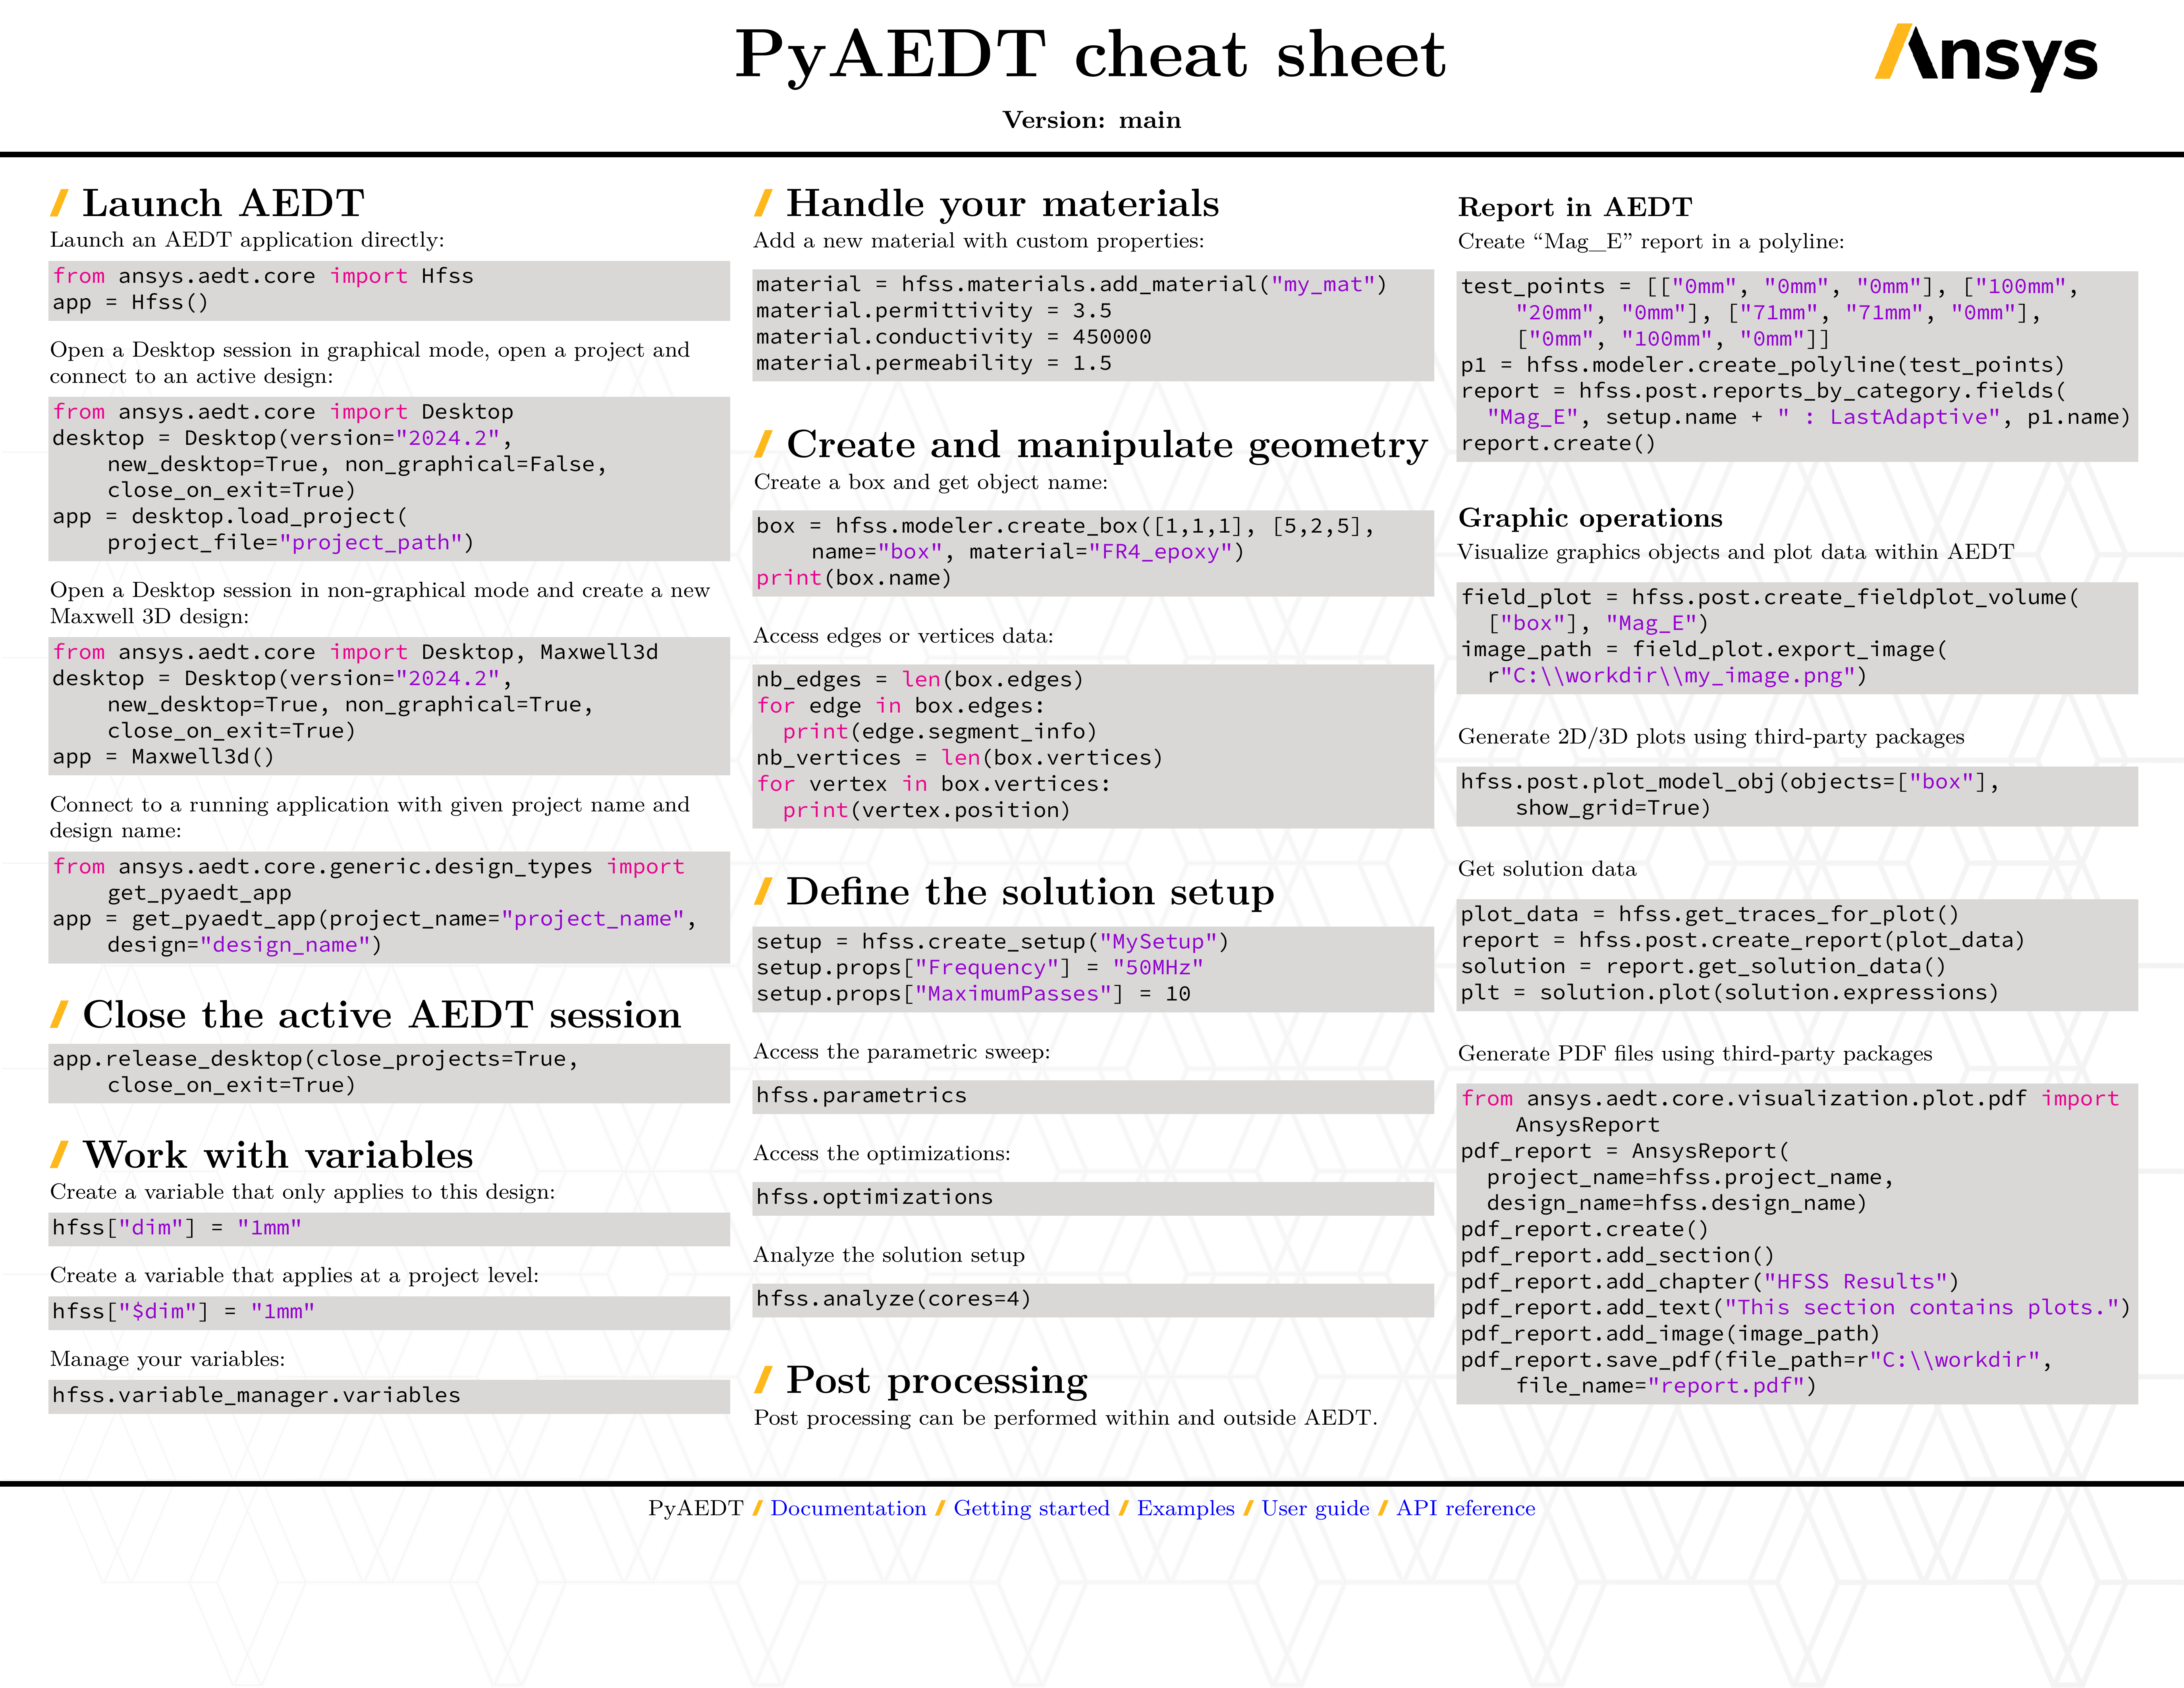 PyAEDT cheat sheet
Ansys
Version: main
Launch AEDT
Launch an AEDT application directly:
from ansys.aedt.core import Hfss
app = Hfss()
Open a Desktop session in graphical mode, open a project and
connect to an active design:
from ansys.aedt.core import Desktop
desktop = Desktop(version="2024.2",
new_desktop=True, non_graphical=False,
close_on_exit=True)
app = desktop.load_project(
project_file="project_path")
Open a Desktop session in non-graphical mode and create a new
Maxwell 3D design:
from ansys.aedt.core import Desktop, Maxwell3d
desktop = Desktop(version="2024.2",
new_desktop=True, non_graphical=True,
close_on_exit=True)
app = Maxwell3d()
Connect to a running application with given project name and
design name:
from ansys.aedt.core.generic.design_types import
get_pyaedt_app
app = get_pyaedt_app(project_name="project_name",
design="design_name")
Close the active AEDT session
app.release_desktop(close_projects=True,
close_on_exit=True)
Work with variables
Create a variable that only applies to this design:
hfss["dim"] = "1mm"
Create a variable that applies at a project level:
hfss["$dim"] = "1mm"
Manage your variables:
hfss.variable_manager.variables
Handle your materials
Add a new material with custom properties:
material = hfss.materials.add_material("my_mat")
material.permittivity = 3.5
material.conductivity = 450000
material.permeability = 1.5
Create and manipulate geometry
Create a box and get object name:
box = hfss.modeler.create_box([1,1,1], [5,2,5],
name="box", material="FR4_epoxy")
print(box.name)
Access edges or vertices data:
nb_edges = len(box.edges)
for edge in box.edges:
print(edge.segment_info)
nb_vertices = len(box.vertices)
for vertex in box.vertices:
print(vertex.position)
Define the solution setup
setup = hfss.create_setup("MySetup")
setup.props["Frequency"] = "50MHz"
setup.props["MaximumPasses"] = 10
Access the parametric sweep:
hfss.parametrics
Access the optimizations:
hfss.optimizations
Analyze the solution setup
hfss.analyze(cores=4)
Post processing
Post processing can be performed within and outside AEDT.
Report in AEDT
Create “Mag_E” report in a polyline:
test_points = [["0mm", "0mm", "0mm"], ["100mm",
"20mm", "0mm"], ["71mm", "71mm", "0mm"],
["0mm", "100mm", "0mm"]]
p1 = hfss.modeler.create_polyline(test_points)
report = hfss.post.reports_by_category.fields(
"Mag_E", setup.name + " : LastAdaptive", p1.name)
report.create()
Graphic operations
Visualize graphics objects and plot data within AEDT
field_plot = hfss.post.create_fieldplot_volume(
["box"], "Mag_E")
image_path = field_plot.export_image(
r"C:\\workdir\\my_image.png")
Generate 2D/3D plots using third-party packages
hfss.post.plot_model_obj(objects=["box"],
show_grid=True)
Get solution data
plot_data = hfss.get_traces_for_plot()
report = hfss.post.create_report(plot_data)
solution = report.get_solution_data()
plt = solution.plot(solution.expressions)
Generate PDF files using third-party packages
from ansys.aedt.core.visualization.plot.pdf import
AnsysReport
pdf_report = AnsysReport(
project_name=hfss.project_name,
design_name=hfss.design_name)
pdf_report.create()
pdf_report.add_section()
pdf_report.add_chapter("HFSS Results")
pdf_report.add_text("This section contains plots.")
pdf_report.add_image(image_path)
pdf_report.save_pdf(file_path=r"C:\\workdir",
file_name="report.pdf")
PyAEDT / Documentation / Getting started / Examples / User guide / API reference